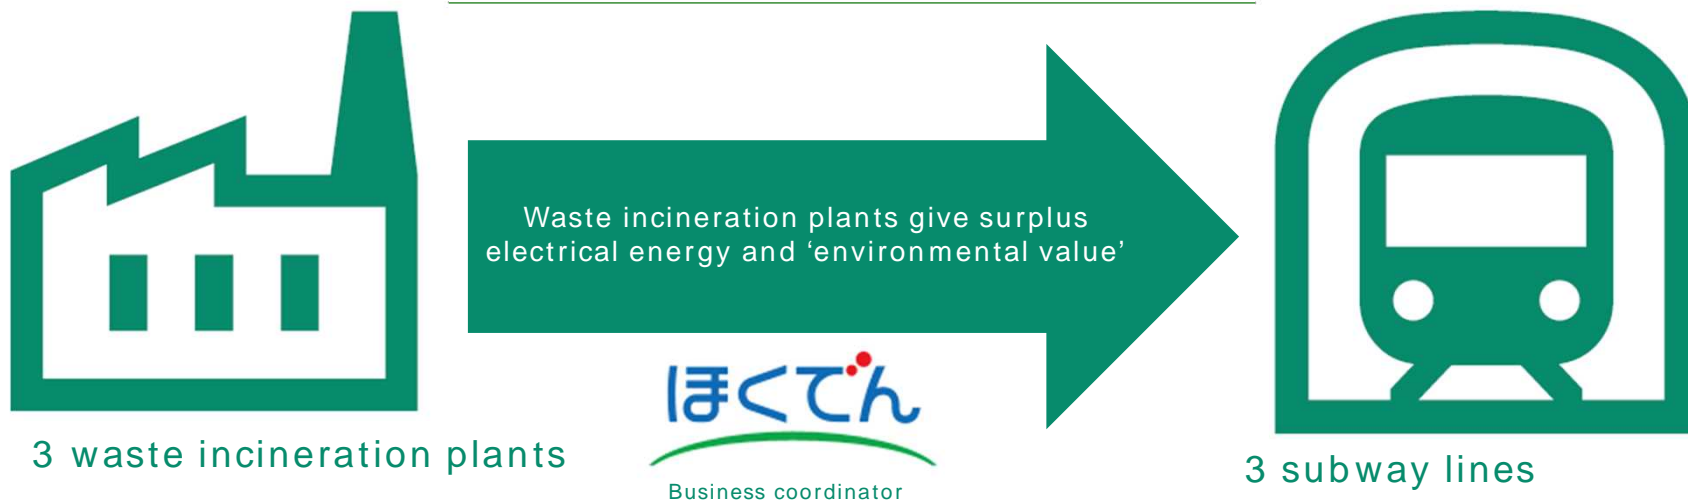 Waste incineration plants give surplus
electrical energy and ‘environmental value’
ほくでん
3 waste incineration plants
Business coordinator
3 subway lines